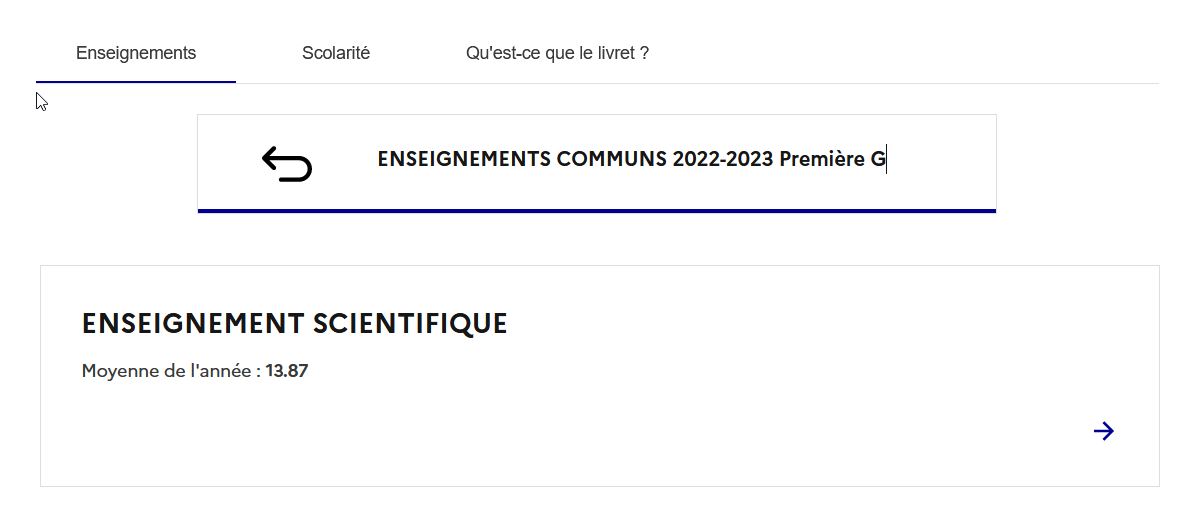 Enseignements Scolarité Qu'est-ce que le livret ?
ENSEIGNEMENTS COMMUNS 2022-2023 Première G
ENSEIGNEMENT SCIENTIFIQUE
Moyenne de l'année : 13.87